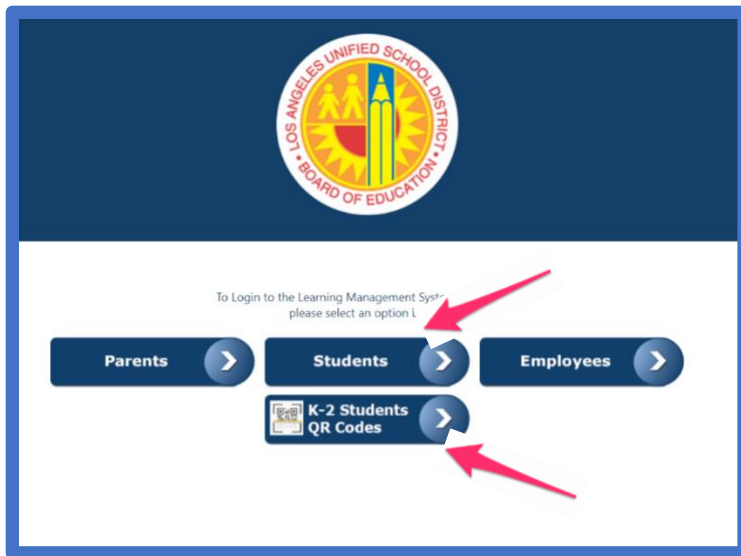 LOS ANGELES UNIFIED SCHOOL DISTRICT •
• BOARD OF EDUCATION
To Login to the Learning Management
please select an option
Parents
Students
Employees
K-2 Students
QR Codes